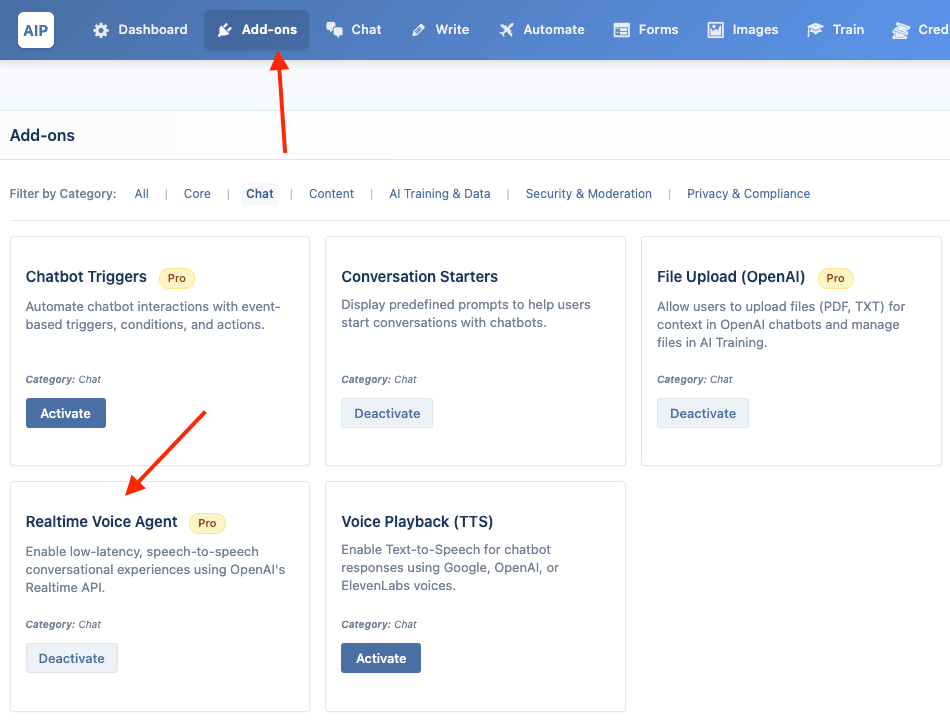 AIP Dashboard Add-ons Chat Write Automate Forms Images Train Cred
Add-ons
Filter by Category: All | Core | Chat | Content | AI Training & Data | Security & Moderation | Privacy & Compliance
Chatbot Triggers Pro
Automate chatbot interactions with event-
based triggers, conditions, and actions.
Category: Chat
Activate
Conversation Starters
Display predefined prompts to help users
start conversations with chatbots.
Category: Chat
Deactivate
File Upload (OpenAI) Pro
Allow users to upload files (PDF, TXT) for
context in OpenAI chatbots and manage
files in AI Training.
Category: Chat
Deactivate
Realtime Voice Agent Pro
Enable low-latency, speech-to-speech
conversational experiences using OpenAI's
Realtime API.
Category: Chat
Deactivate
Voice Playback (TTS)
Enable Text-to-Speech for chatbot
responses using Google, OpenAI, or
ElevenLabs voices.
Category: Chat
Activate